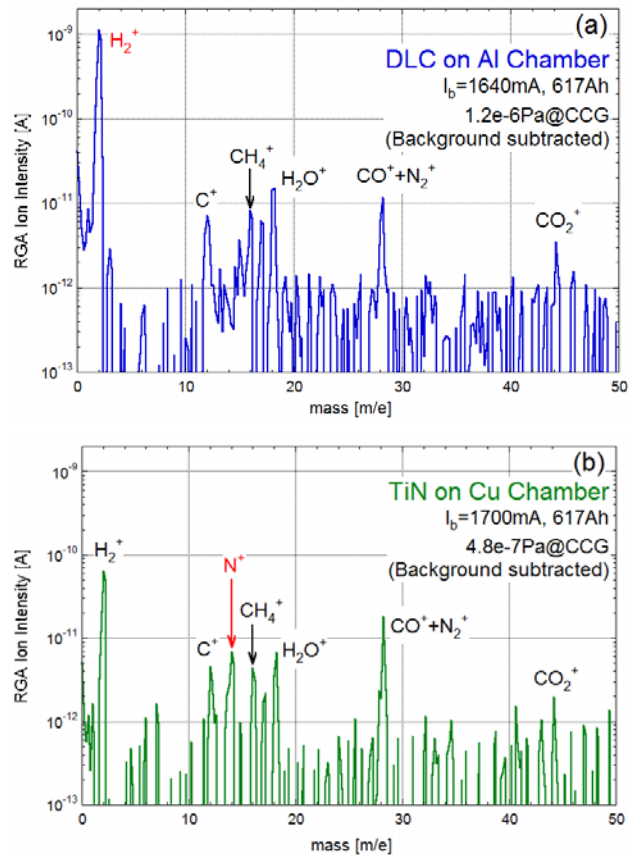 (a)
DLC on Al Chamber
I_b=1640mA, 617Ah
1.2e-6Pa@CCG
(Background subtracted)
H₂⁺
C⁺
CH₄⁺
H₂O⁺
CO⁺+N₂⁺
CO₂⁺
RGA Ion Intensity [A]
10⁻⁹
10⁻¹⁰
10⁻¹¹
10⁻¹²
10⁻¹³
0 10 20 30 40 50
mass [m/e]
(b)
TiN on Cu Chamber
I_b=1700mA, 617Ah
4.8e-7Pa@CCG
(Background subtracted)
H₂⁺
N⁺
C⁺
CH₄⁺
H₂O⁺
CO⁺+N₂⁺
CO₂⁺
RGA Ion Intensity [A]
10⁻⁹
10⁻¹⁰
10⁻¹¹
10⁻¹²
10⁻¹³
0 10 20 30 40 50
mass [m/e]